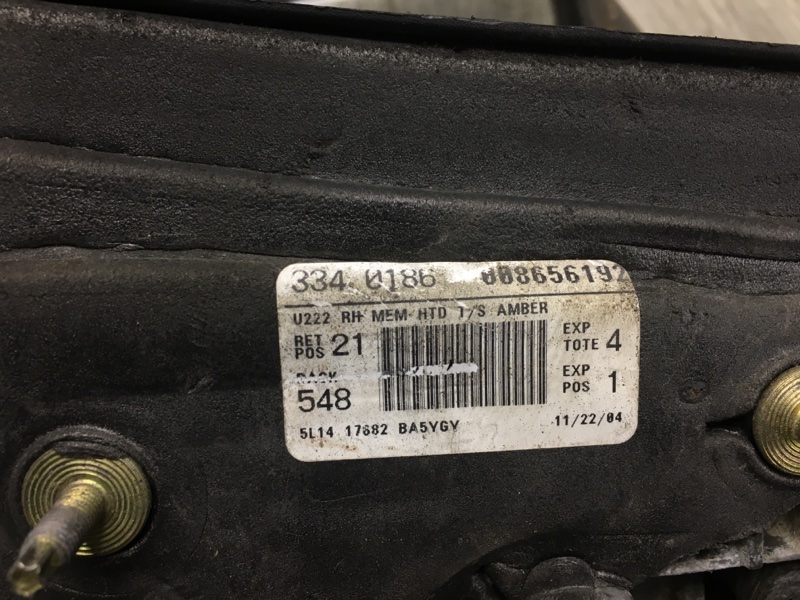 334.0186 008656192
U222 RH MEM HTD T/S AMBER
RET POS 21
EXP TOTE 4
RACK 548
EXP POS 1
5L14 17682 BA5YGY 11/22/04